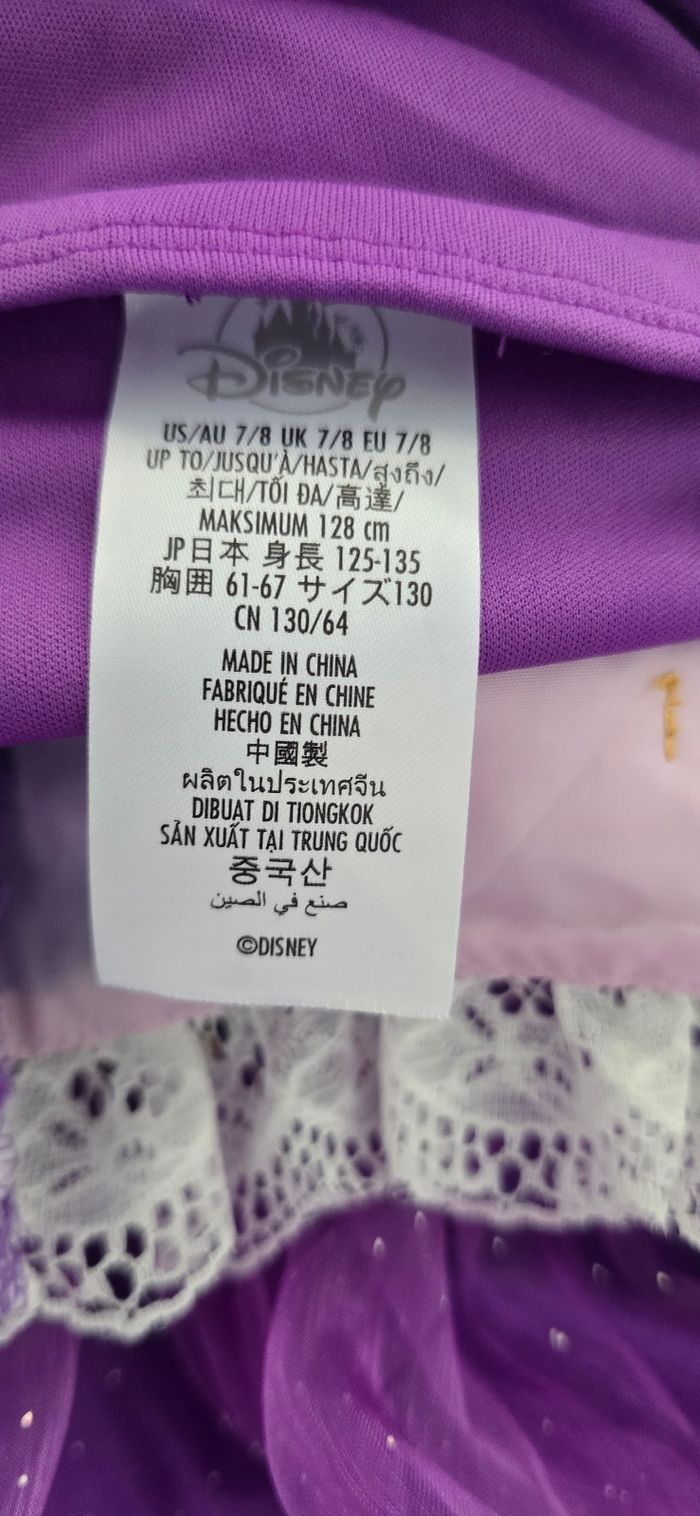 DISNEY
US/AU 7/8 UK 7/8 EU 7/8
UP TO/JUSQU'À/HASTA/สูงถึง/
최대/TỐI ĐA/高達/
MAKSIMUM 128 cm
JP日本 身長 125-135
胸囲 61-67 サイズ130
CN 130/64
MADE IN CHINA
FABRIQUÉ EN CHINE
HECHO EN CHINA
中國製
ผลิตในประเทศจีน
DIBUAT DI TIONGKOK
SẢN XUẤT TẠI TRUNG QUỐC
중국산
صنع في الصين
©DISNEY